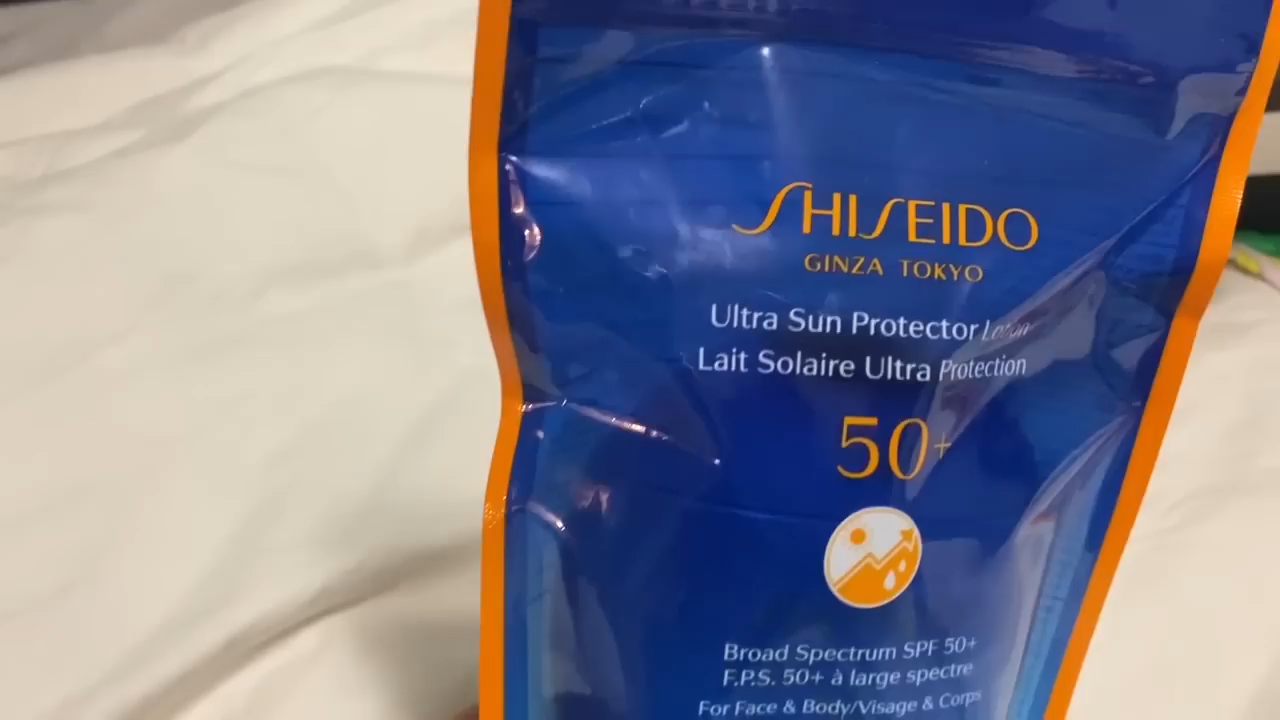 SHISEIDO
GINZA TOKYO
Ultra Sun Protector Lotion
Lait Solaire Ultra Protection
50+
Broad Spectrum SPF 50+
F.P.S. 50+ à large spectre
For Face & Body/Visage & Corps